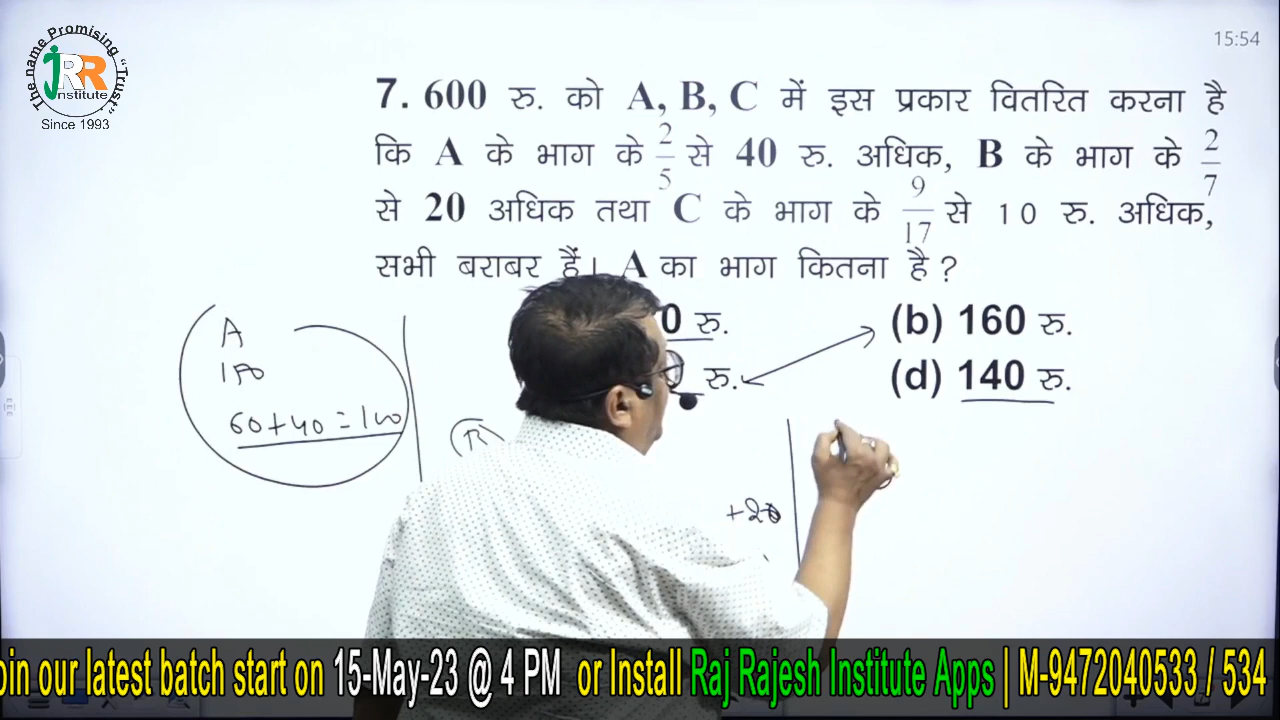 The name Promising "Trust"
JRR
Institute
Since 1993
15:54
7. 600 रु. को A, B, C में इस प्रकार वितरित करना है
कि A के भाग के 2/5 से 40 रु. अधिक, B के भाग के 2/7
से 20 अधिक तथा C के भाग के 9/17 से 10 रु. अधिक,
सभी बराबर हैं। A का भाग कितना है ?
0 रु. (b) 160 रु.
रु. (d) 140 रु.
A
150
60+40=100
+20
oin our latest batch start on 15-May-23 @ 4 PM or Install Raj Rajesh Institute Apps | M-9472040533 / 534